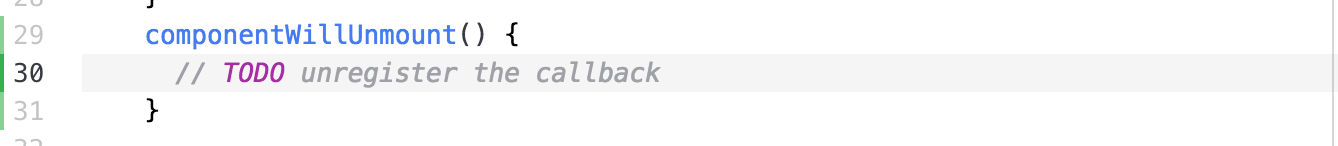 29 componentWillUnmount() {
30 // TODO unregister the callback
31 }